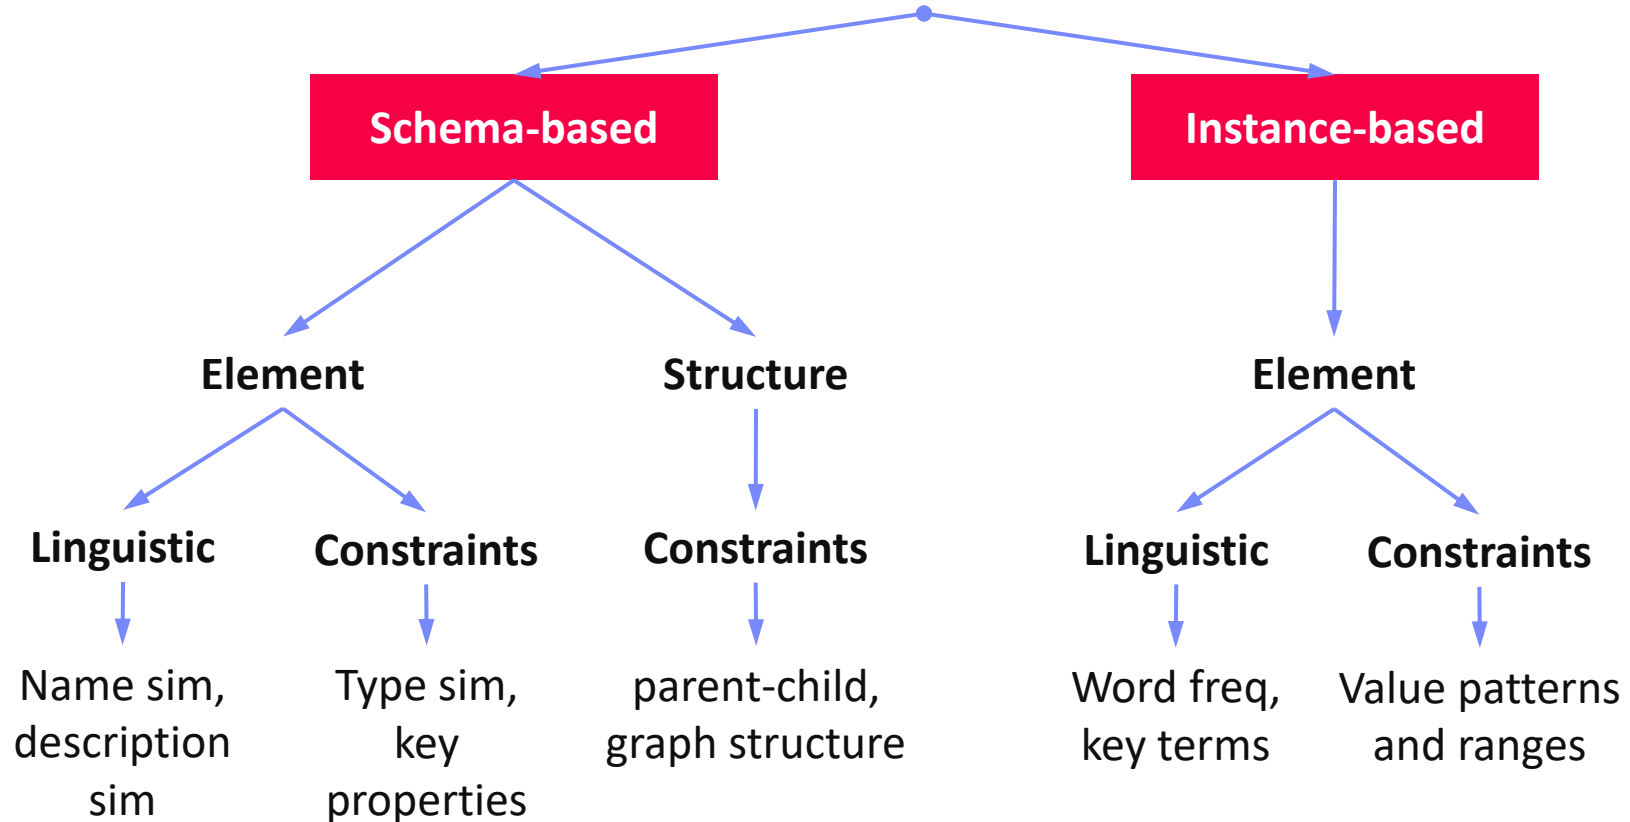 Schema-based
Instance-based
Element
Structure
Element
Linguistic
Constraints
Constraints
Linguistic
Constraints
Name sim,
description
sim
Type sim,
key
properties
parent-child,
graph structure
Word freq,
key terms
Value patterns
and ranges